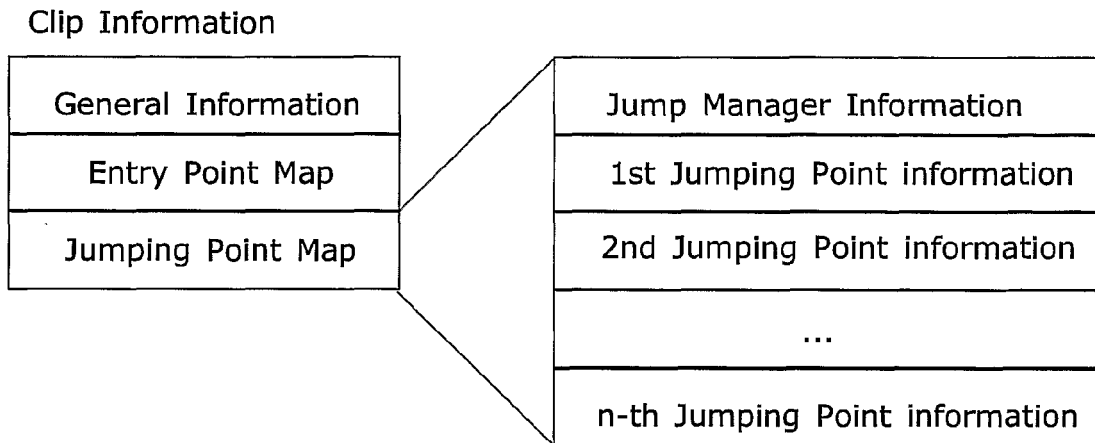 Clip Information
General Information
Entry Point Map
Jumping Point Map
Jump Manager Information
1st Jumping Point information
2nd Jumping Point information
...
n-th Jumping Point information